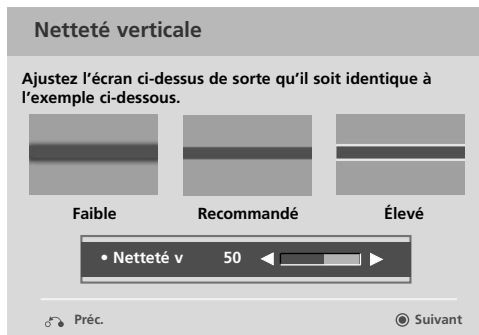 Netteté verticale
Ajustez l'écran ci-dessus de sorte qu'il soit identique à
l'exemple ci-dessous.
Faible Recommandé Élevé
• Netteté v 50
Préc. Suivant